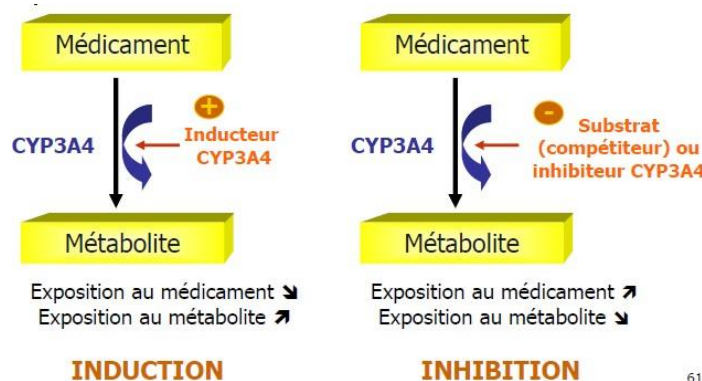 Médicament
CYP3A4
+
Inducteur
CYP3A4
Métabolite
Exposition au médicament ↘
Exposition au métabolite ↗
INDUCTION
Médicament
CYP3A4
-
Substrat
(compétiteur) ou
inhibiteur CYP3A4
Métabolite
Exposition au médicament ↗
Exposition au métabolite ↘
INHIBITION
61